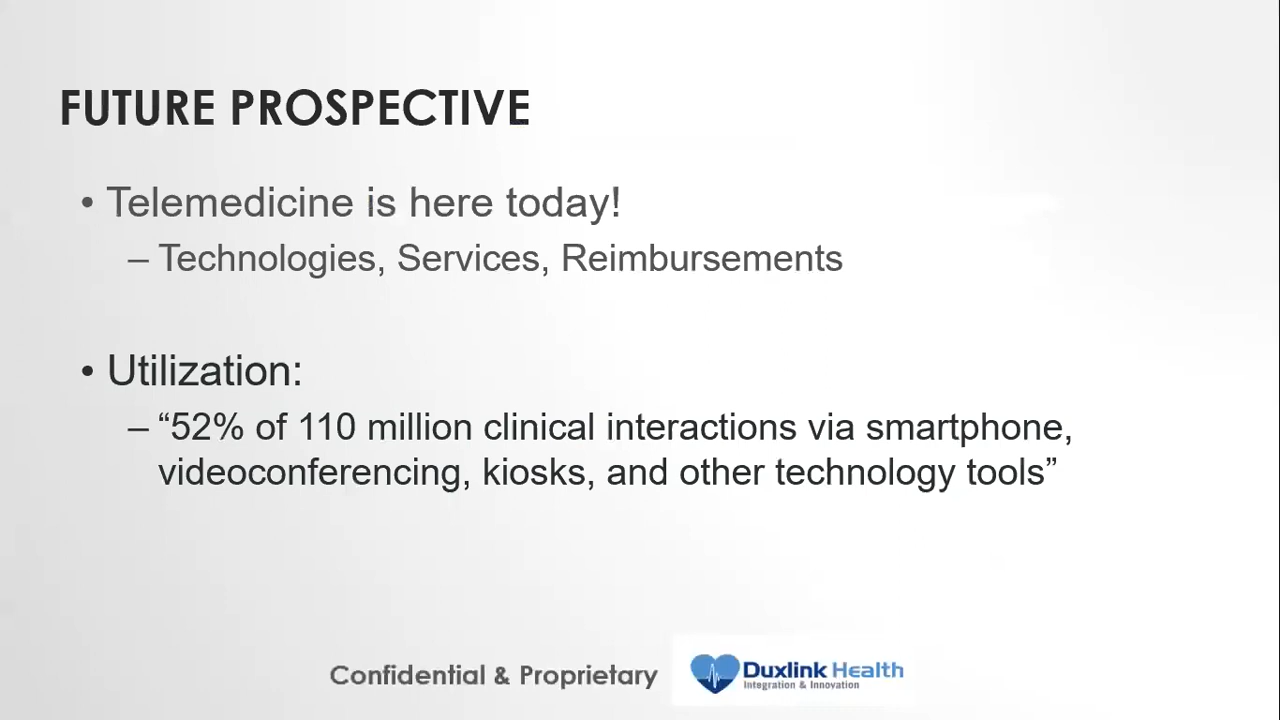 FUTURE PROSPECTIVE
• Telemedicine is here today!
– Technologies, Services, Reimbursements
• Utilization:
– “52% of 110 million clinical interactions via smartphone,
videoconferencing, kiosks, and other technology tools”
Confidential & Proprietary
Duxlink Health
Integration & Innovation